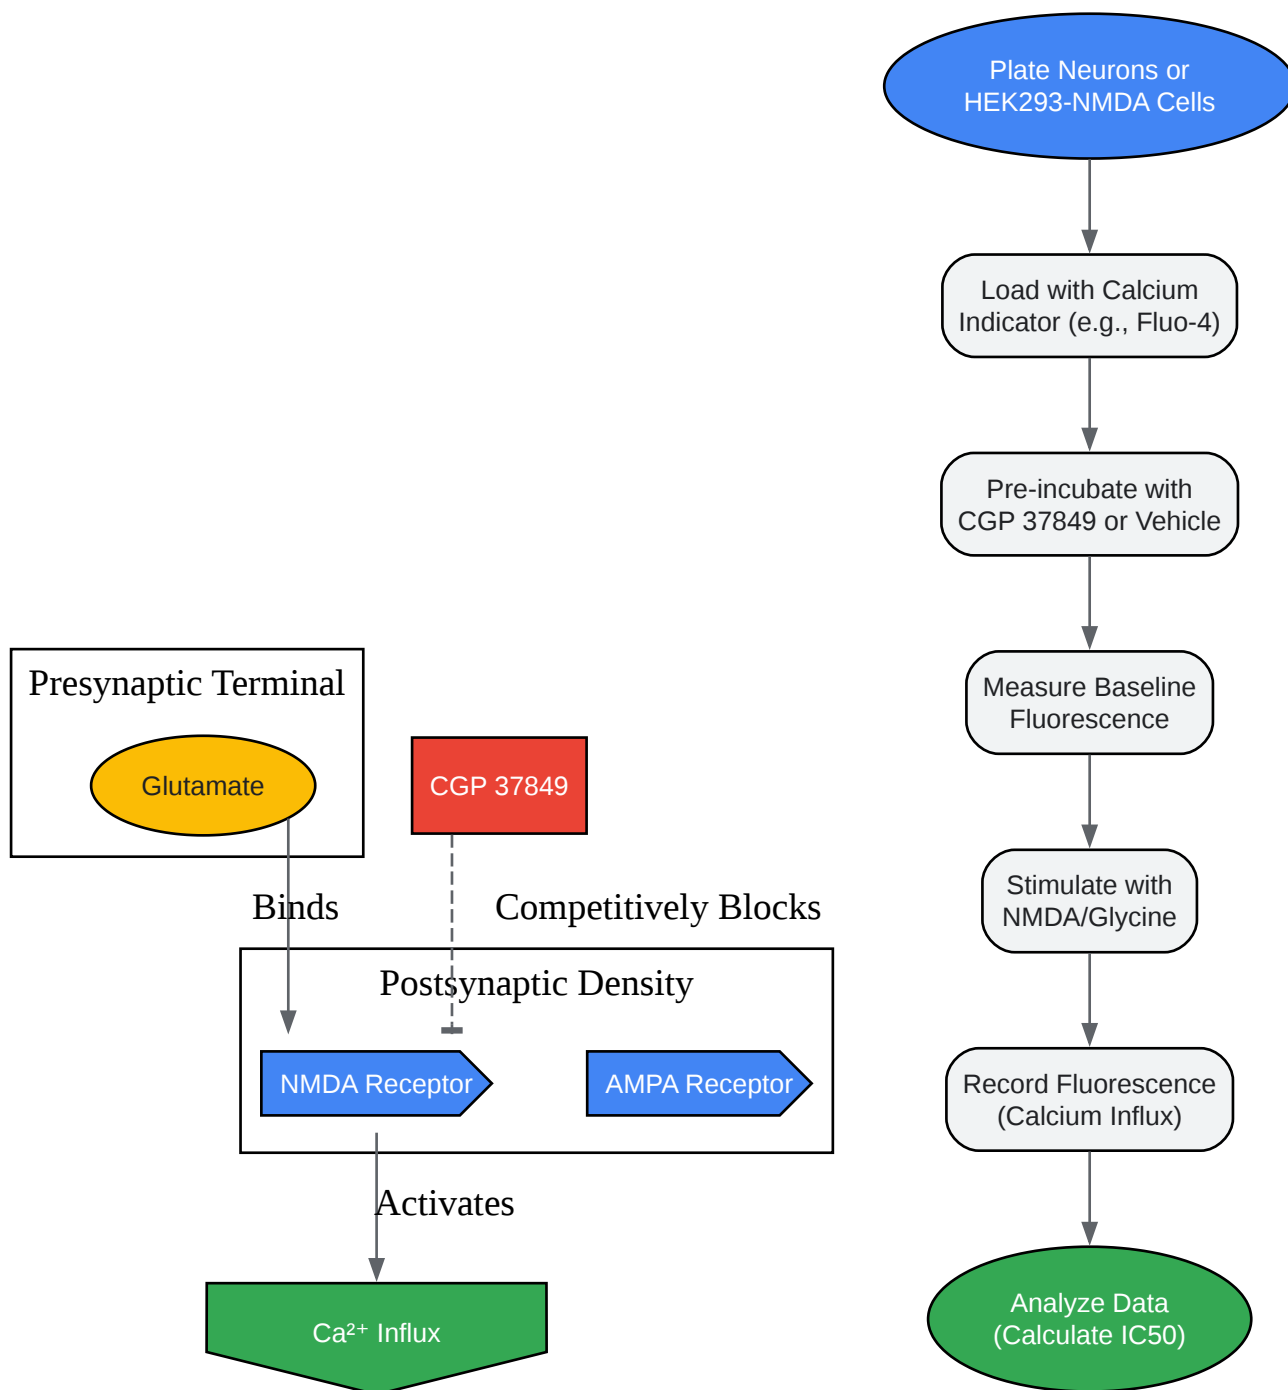 Presynaptic Terminal
Glutamate
CGP 37849
Binds
Competitively Blocks
Postsynaptic Density
NMDA Receptor
AMPA Receptor
Activates
Ca²⁺ Influx
Plate Neurons or
HEK293-NMDA Cells
Load with Calcium
Indicator (e.g., Fluo-4)
Pre-incubate with
CGP 37849 or Vehicle
Measure Baseline
Fluorescence
Stimulate with
NMDA/Glycine
Record Fluorescence
(Calcium Influx)
Analyze Data
(Calculate IC50)